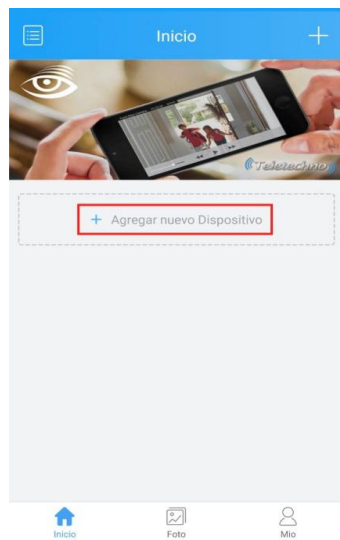 Inicio
Teletechno
+ Agregar nuevo Dispositivo
Inicio
Foto
Mio